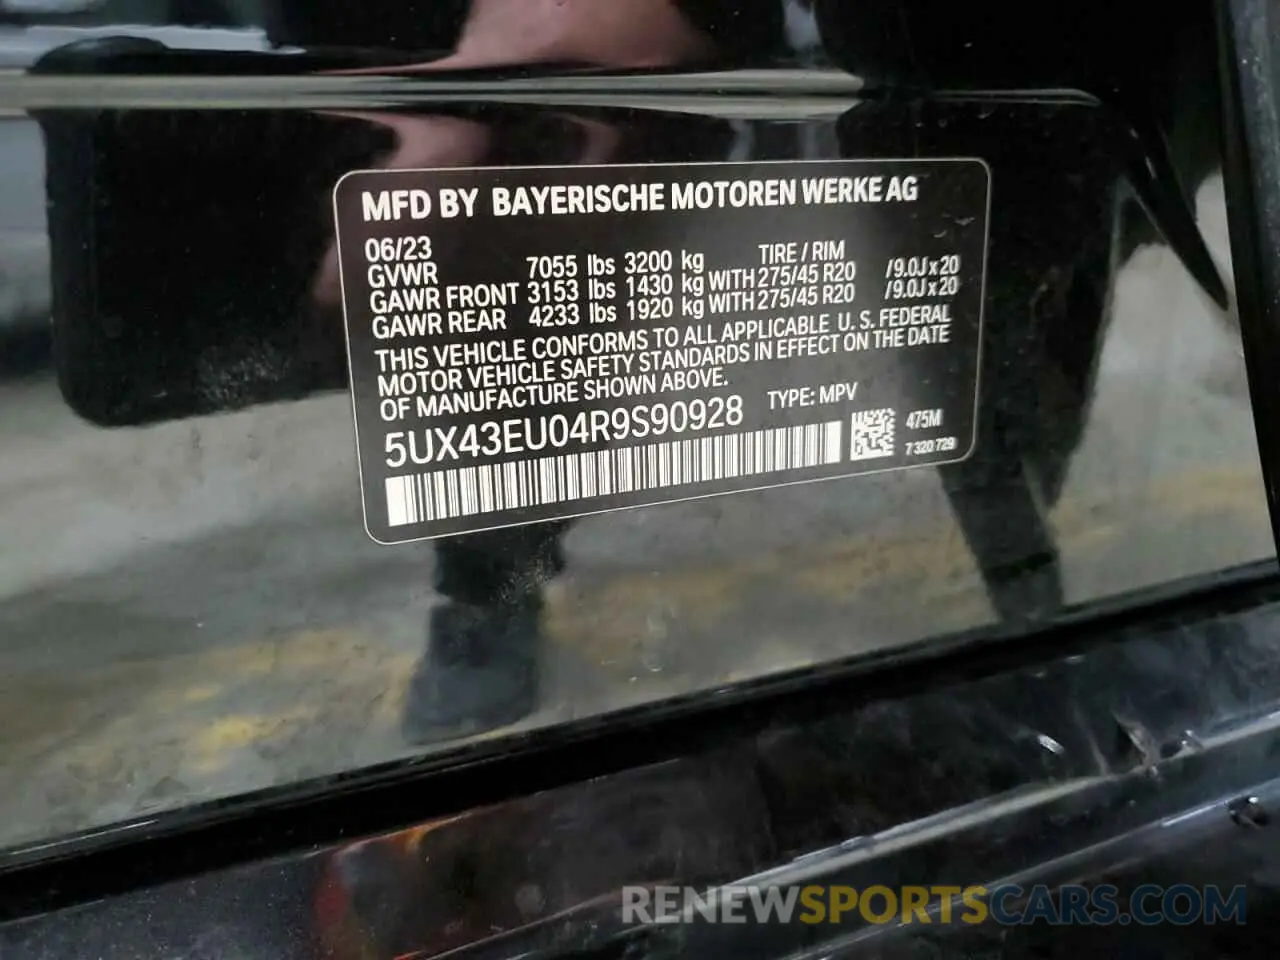 MFD BY BAYERISCHE MOTOREN WERKE AG
06/23 TIRE / RIM
GVWR 7055 lbs 3200 kg
GAWR FRONT 3153 lbs 1430 kg WITH 275/45 R20 /9.0J x 20
GAWR REAR 4233 lbs 1920 kg WITH 275/45 R20 /9.0J x 20
THIS VEHICLE CONFORMS TO ALL APPLICABLE U. S. FEDERAL
MOTOR VEHICLE SAFETY STANDARDS IN EFFECT ON THE DATE
OF MANUFACTURE SHOWN ABOVE.
5UX43EU04R9S90928 TYPE: MPV
475M
7 320 729
RENEWSPORTSCARS.COM